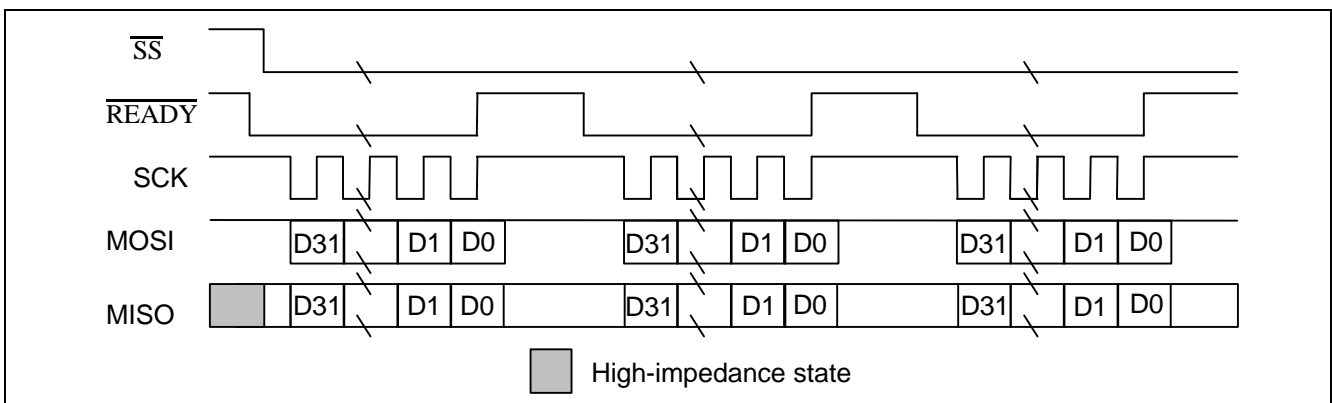 SS
READY
SCK
MOSI D31 D1 D0 D31 D1 D0 D31 D1 D0
MISO D31 D1 D0 D31 D1 D0 D31 D1 D0
High-impedance state